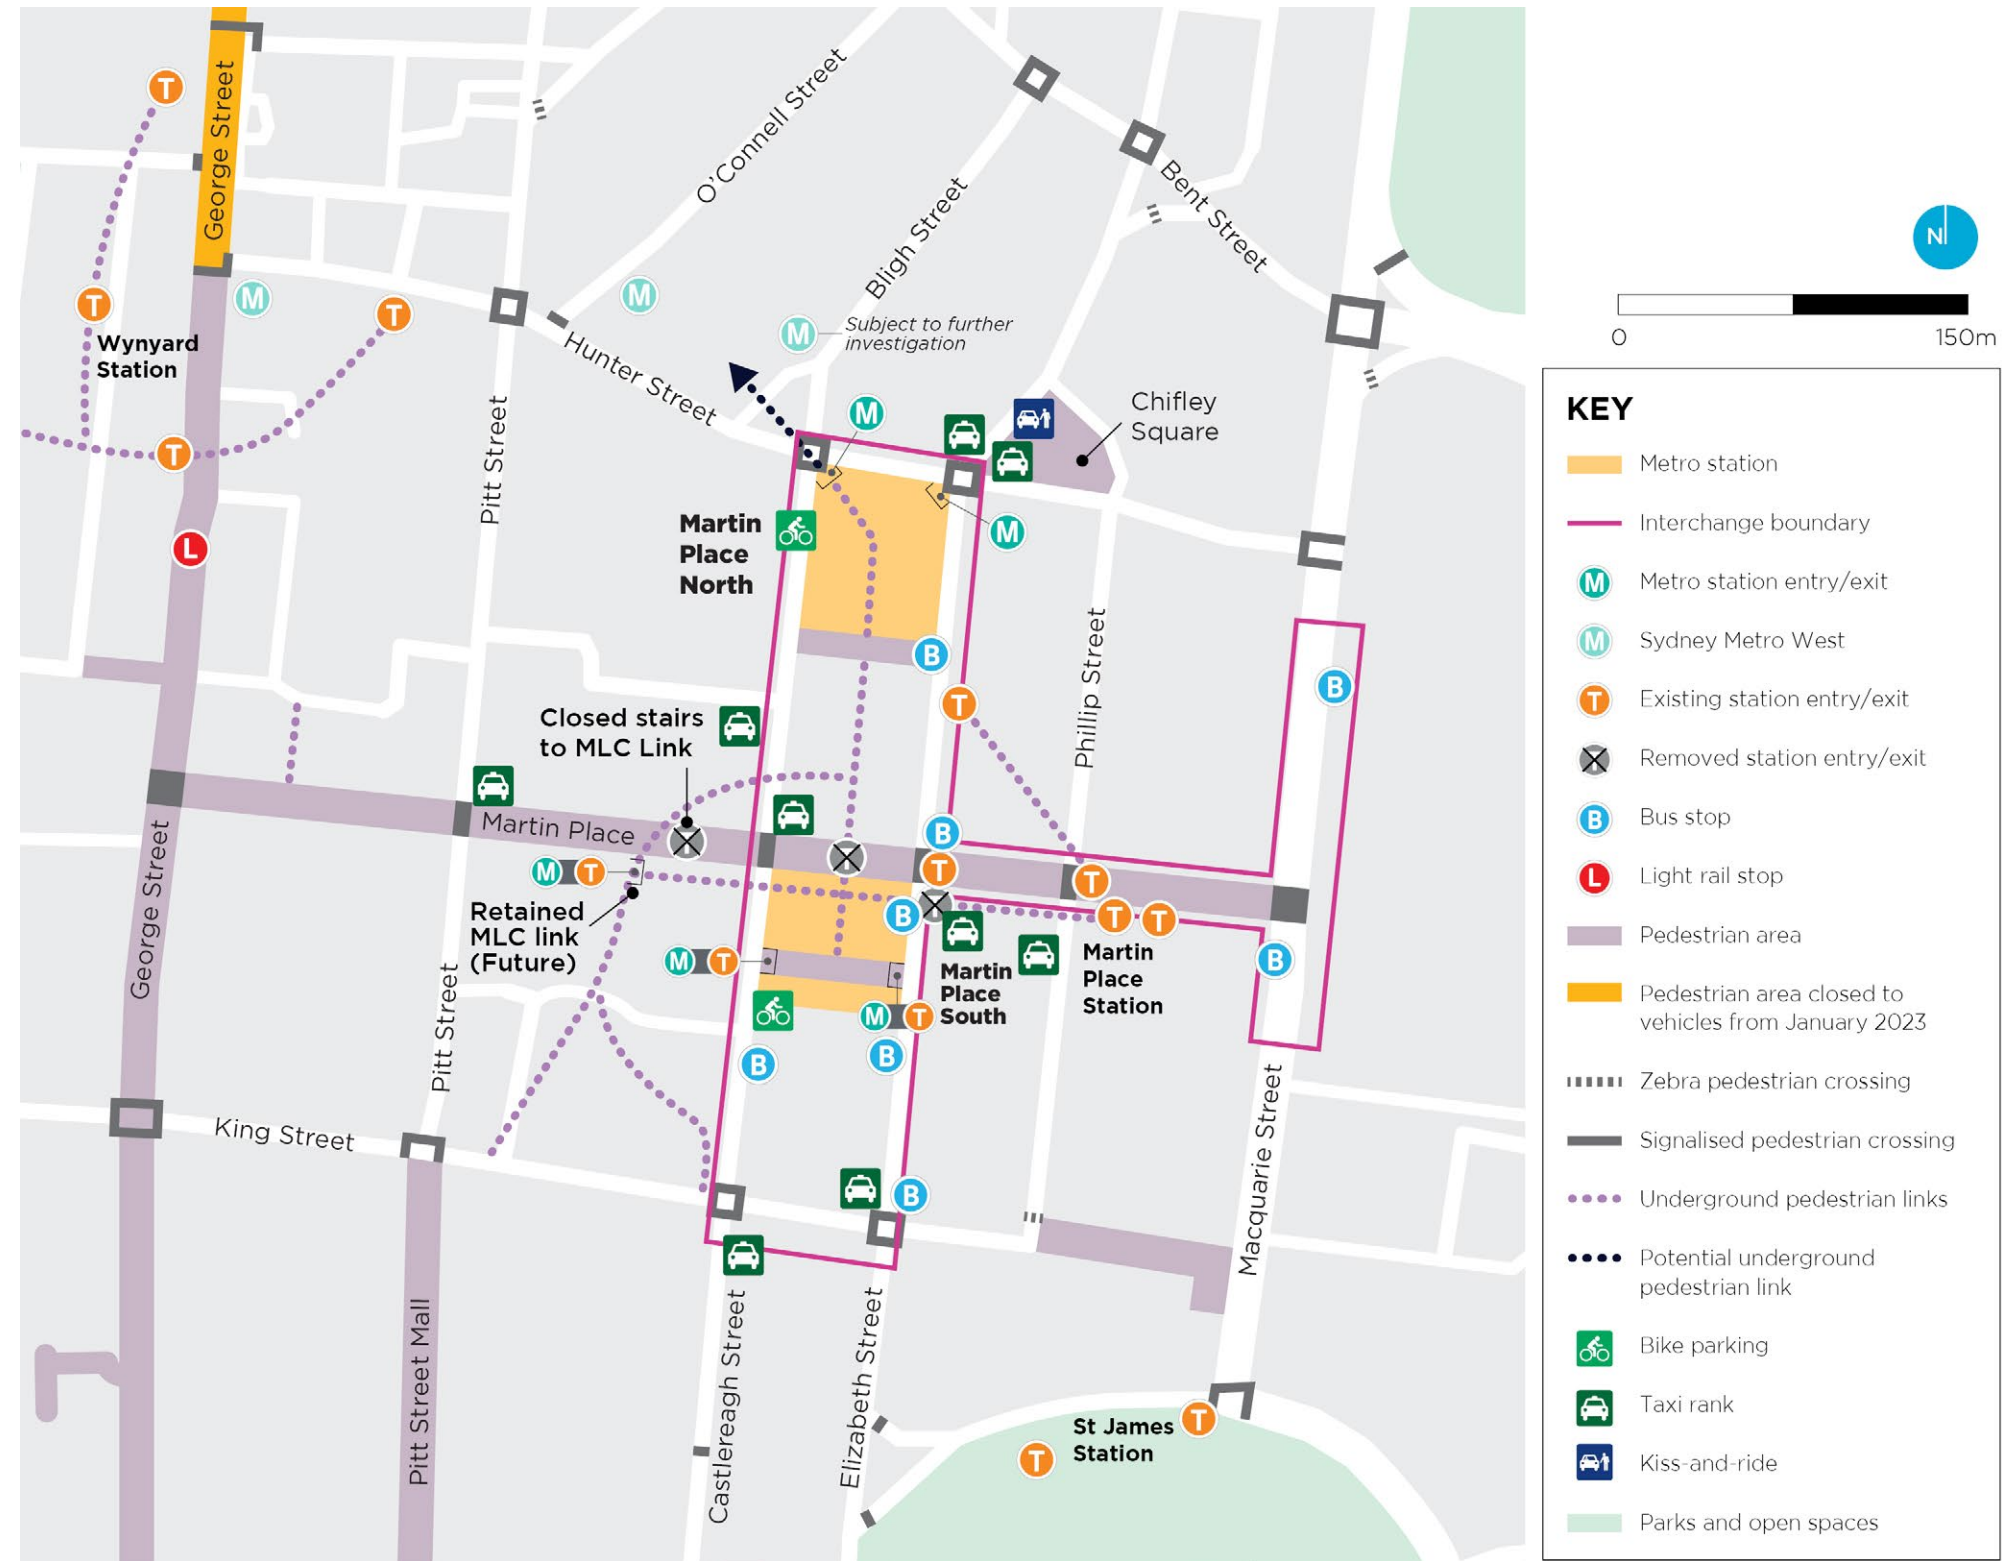 George Street
O'Connell Street
Bligh Street
Bent Street
T
T
T
T
M
M
M
Subject to further
investigation
Wynyard
Station
Hunter Street
Pitt Street
M
Chifley
Square
L
Martin
Place
North
M
B
T
Phillip Street
B
Closed stairs
to MLC Link
Martin Place
B
T
T
T
T
M
T
Retained
MLC link
(Future)
B
M
T
Martin
Place
South
Martin
Place
Station
B
M
T
B
B
George Street
Pitt Street
King Street
B
Macquarie Street
Pitt Street Mall
Castlereagh Street
Elizabeth Street
St James
Station
T
T
N
0
150m
KEY
Metro station
Interchange boundary
M Metro station entry/exit
M Sydney Metro West
T Existing station entry/exit
Removed station entry/exit
B Bus stop
L Light rail stop
Pedestrian area
Pedestrian area closed to
vehicles from January 2023
Zebra pedestrian crossing
Signalised pedestrian crossing
Underground pedestrian links
Potential underground
pedestrian link
Bike parking
Taxi rank
Kiss-and-ride
Parks and open spaces